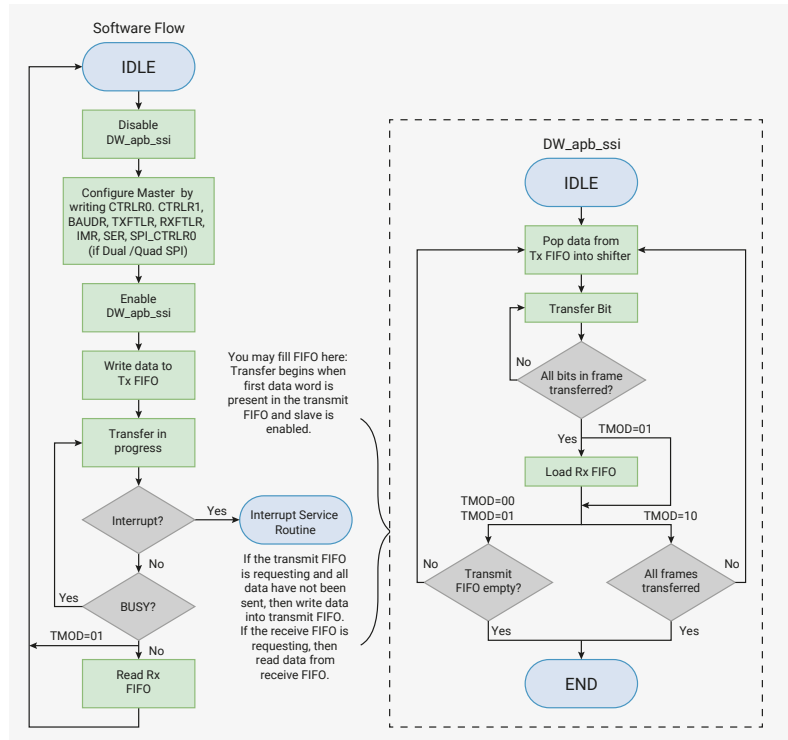 Software Flow
IDLE
Disable
DW_apb_ssi
Configure Master by
writing CTRLR0. CTRLR1,
BAUDR, TXFTLR, RXFTLR,
IMR, SER, SPI_CTRLR0
(if Dual /Quad SPI)
Enable
DW_apb_ssi
Write data to
Tx FIFO
Transfer in
progress
Interrupt?
Yes
Interrupt Service
Routine
No
BUSY?
Yes
TMOD=01
No
Read Rx
FIFO
You may fill FIFO here:
Transfer begins when
first data word is
present in the transmit
FIFO and slave is
enabled.
If the transmit FIFO
is requesting and all
data have not been
sent, then write data
into transmit FIFO.
If the receive FIFO is
requesting, then
read data from
receive FIFO.
DW_apb_ssi
IDLE
Pop data from
Tx FIFO into shifter
Transfer Bit
No
All bits in frame
transferred?
Yes
TMOD=01
Load Rx FIFO
TMOD=00
TMOD=01
TMOD=10
No
Transmit
FIFO empty?
All frames
transferred
No
Yes
Yes
END